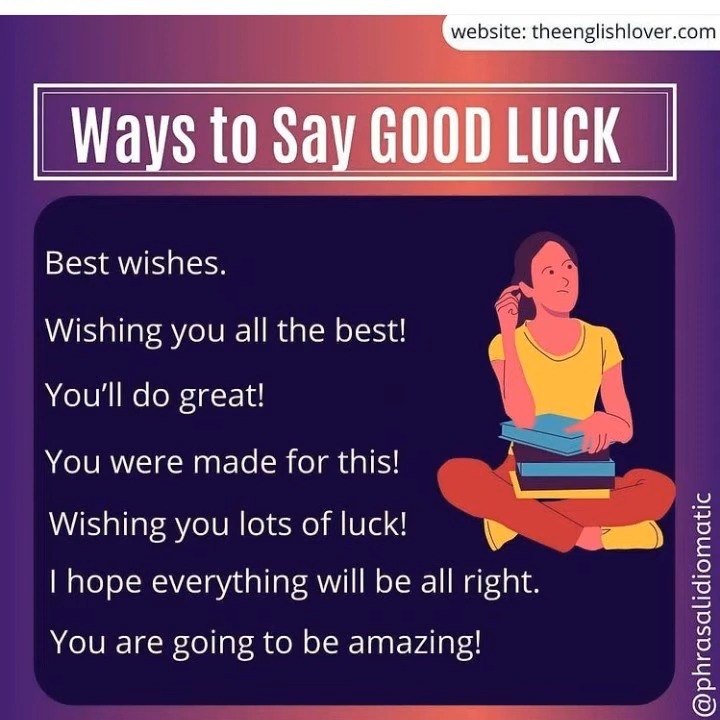 website: theenglishlover.com
Ways to Say GOOD LUCK
Best wishes.
Wishing you all the best!
You’ll do great!
You were made for this!
Wishing you lots of luck!
I hope everything will be all right.
You are going to be amazing!
@phrasalidiomatic